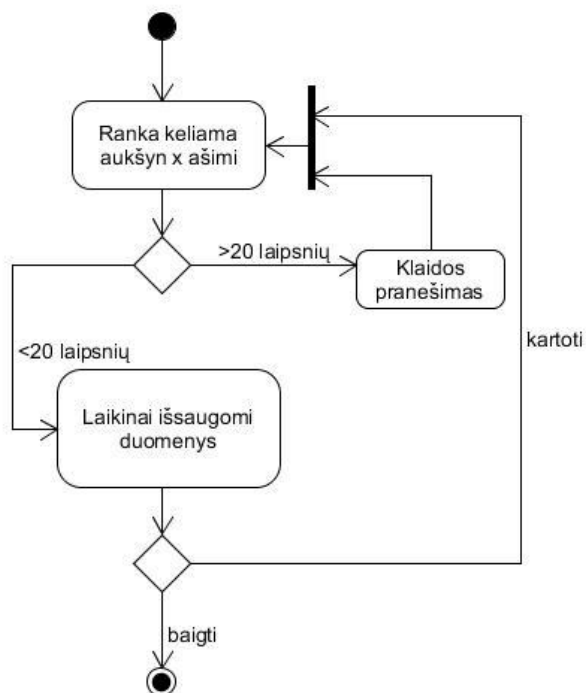 Ranka keliama
aukšyn x ašimi
>20 laipsnių
Klaidos
pranešimas
kartoti
<20 laipsnių
Laikinai išsaugomi
duomenys
baigti